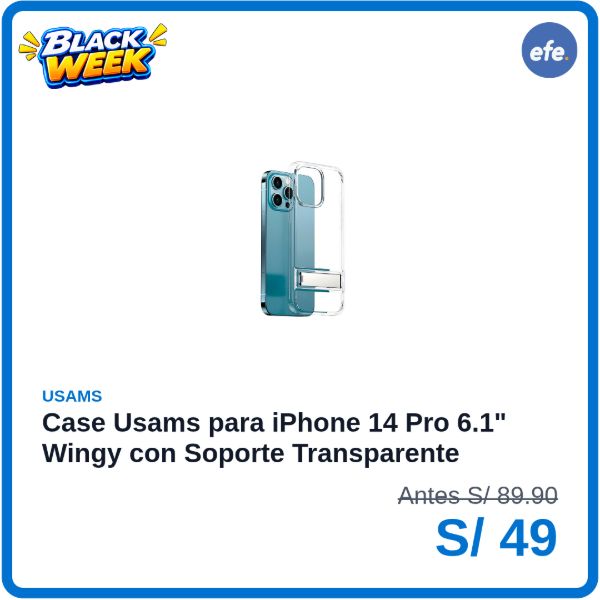 BLACK
WEEK
efe.
USAMS
Case Usams para iPhone 14 Pro 6.1"
Wingy con Soporte Transparente
Antes S/ 89.90
S/ 49